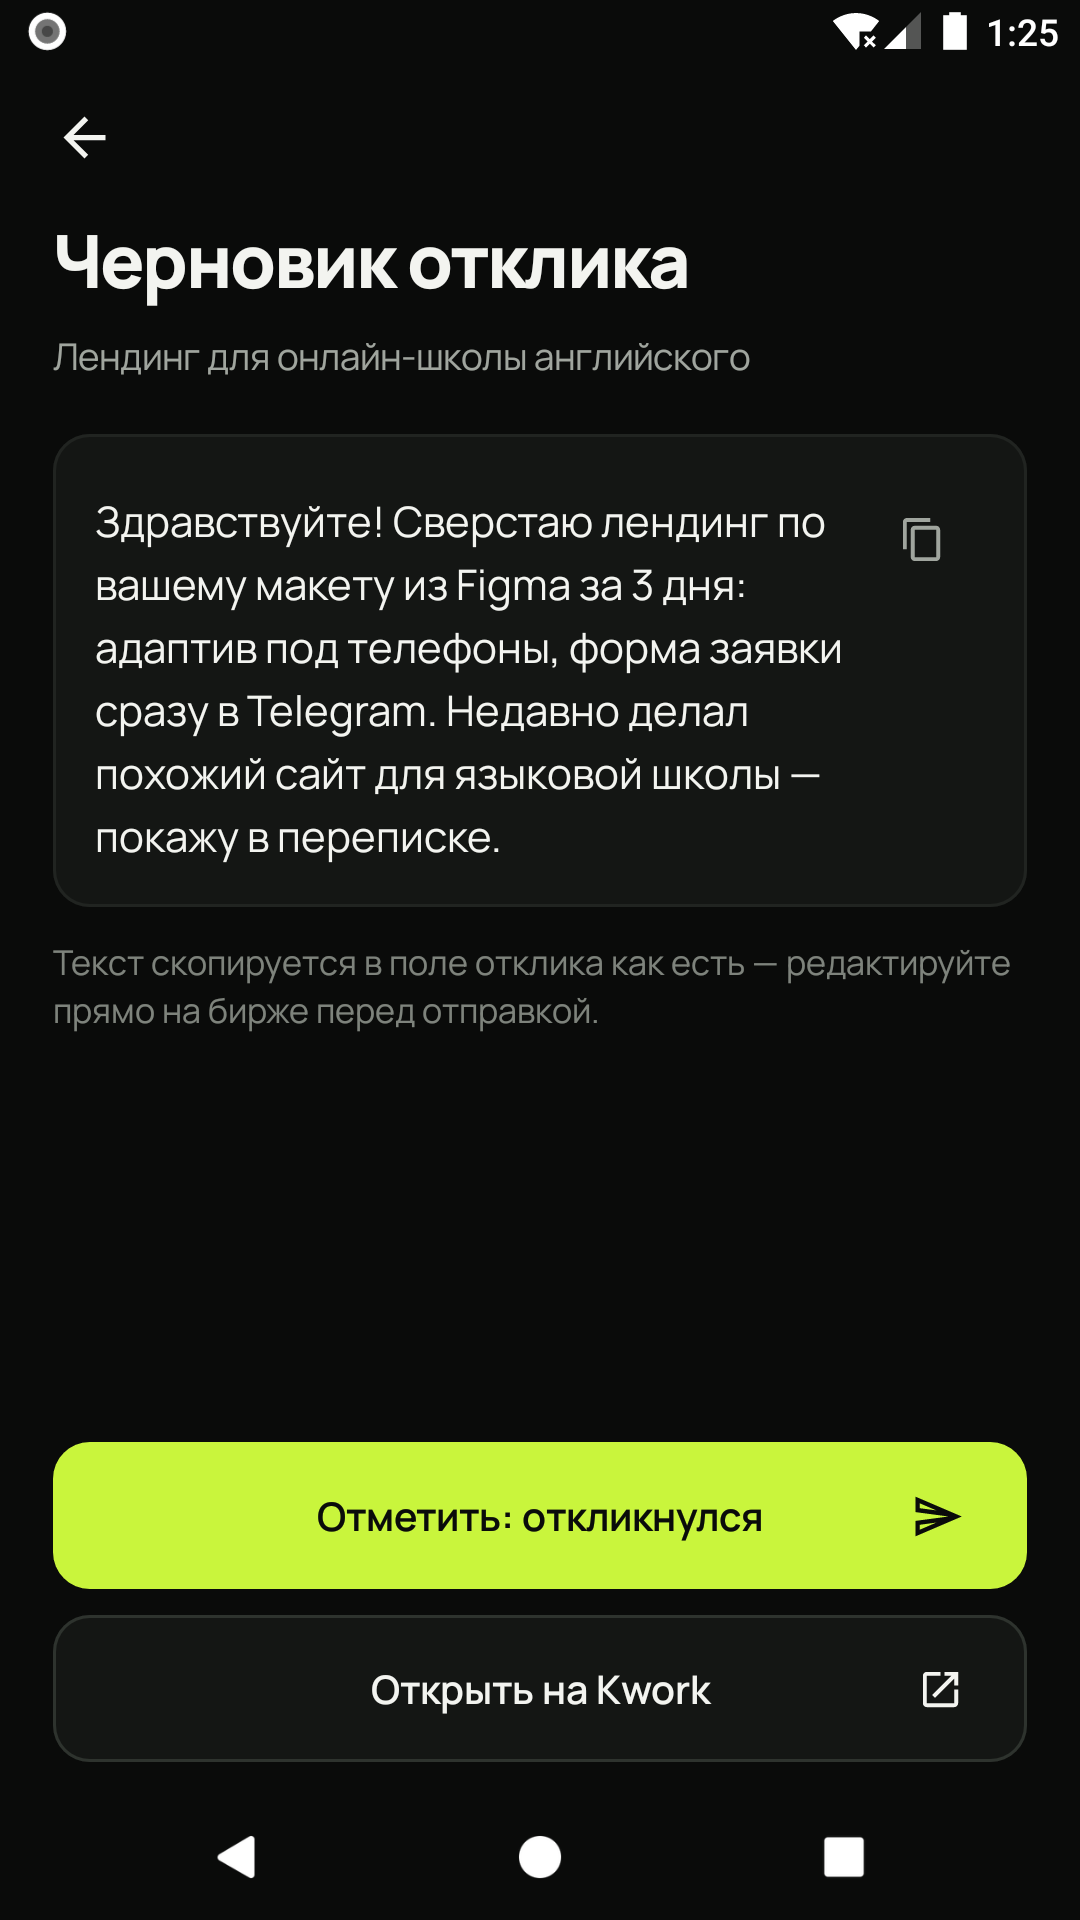 1:25
Черновик отклика
Лендинг для онлайн-школы английского
Здравствуйте! Сверстаю лендинг по
вашему макету из Figma за 3 дня:
адаптив под телефоны, форма заявки
сразу в Telegram. Недавно делал
похожий сайт для языковой школы —
покажу в переписке.
Текст скопируется в поле отклика как есть — редактируйте
прямо на бирже перед отправкой.
Отметить: откликнулся
Открыть на Kwork